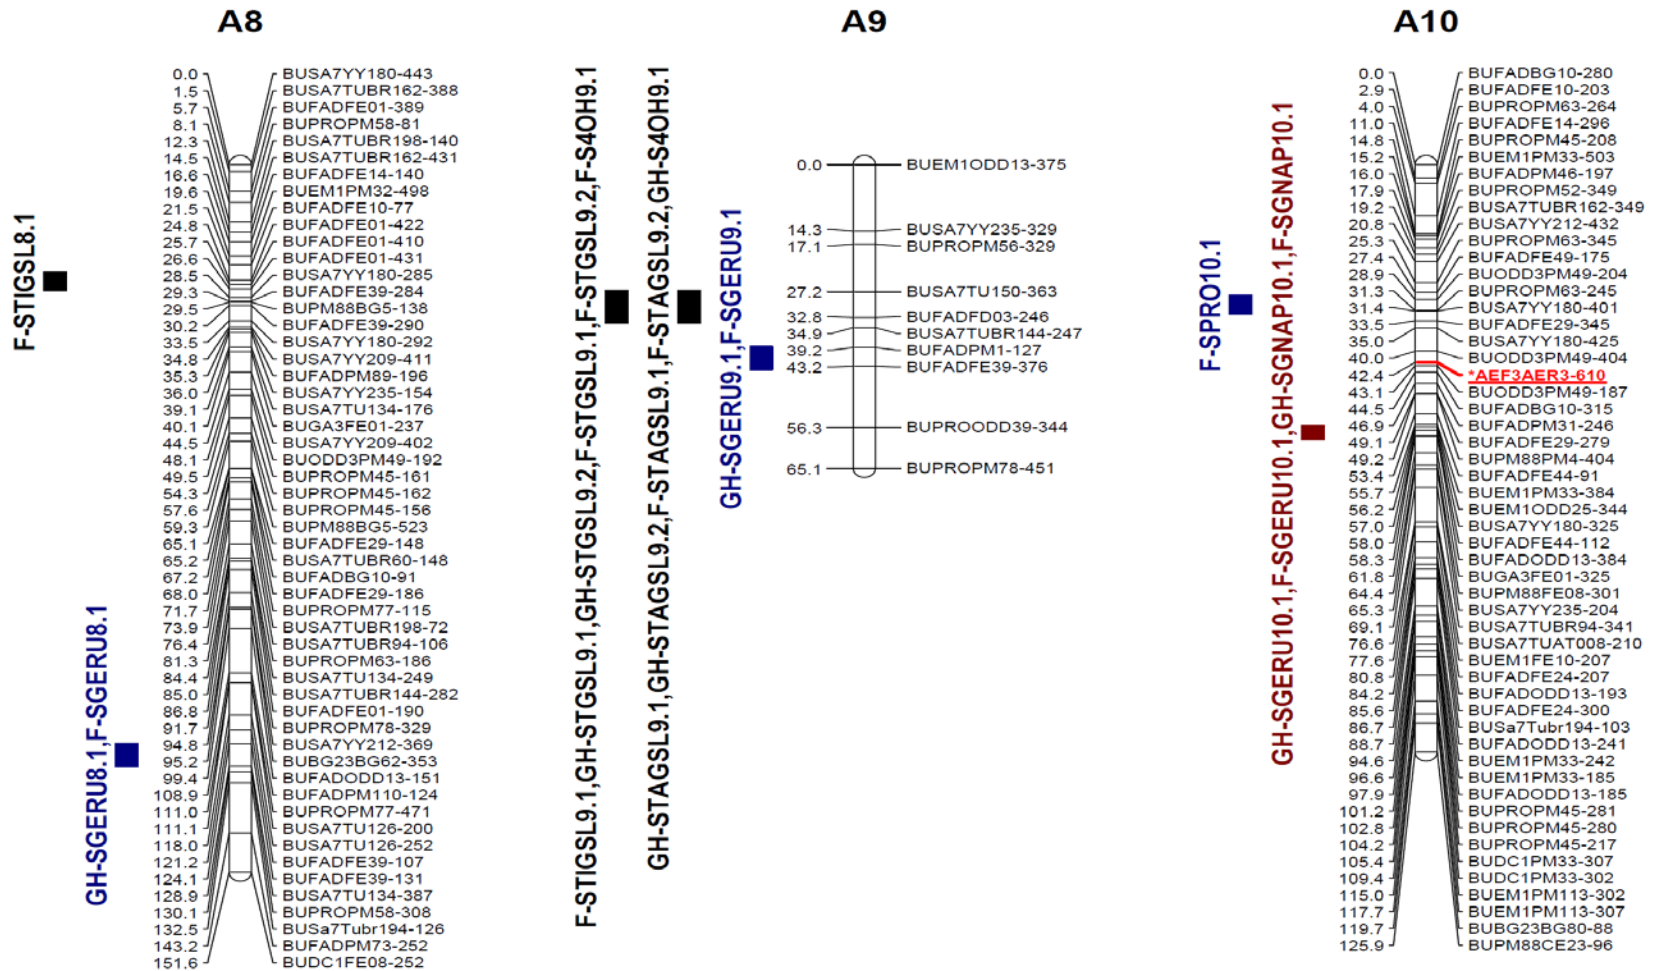 A8
A9
A10
F-STIGSL8.1
GH-SGERU8.1,F-SGERU8.1
0.0 BUSA7YY180-443
1.5 BUSA7TUBR162-388
5.7 BUFADFE01-389
8.1 BUPROPM58-81
12.3 BUSA7TUBR198-140
14.5 BUSA7TUBR162-431
16.6 BUFADFE14-140
19.6 BUEM1PM32-498
21.5 BUFADFE10-77
24.8 BUFADFE01-422
25.7 BUFADFE01-410
26.6 BUFADFE01-431
28.5 BUSA7YY180-285
29.3 BUFADFE39-284
29.5 BUPM88BG5-138
30.2 BUFADFE39-290
33.5 BUSA7YY180-292
34.8 BUSA7YY209-411
35.3 BUFADPM89-196
36.0 BUSA7YY235-154
39.1 BUSA7TU134-176
40.1 BUGA3FE01-237
44.5 BUSA7YY209-402
48.1 BUODD3PM49-192
49.5 BUPROPM45-161
54.3 BUPROPM45-162
57.6 BUPROPM45-156
59.3 BUPM88BG5-523
65.1 BUFADFE29-148
65.2 BUSA7TUBR60-148
67.2 BUFADBG10-91
68.0 BUFADFE29-186
71.7 BUPROPM77-115
73.9 BUSA7TUBR198-72
76.4 BUSA7TUBR94-106
81.3 BUPROPM63-186
84.4 BUSA7TU134-249
85.0 BUSA7TUBR144-282
86.8 BUFADFE01-190
91.7 BUPROPM78-329
94.8 BUSA7YY212-369
95.2 BUBG23BG62-353
99.4 BUFADODD13-151
108.9 BUFADPM110-124
111.0 BUPROPM77-471
111.1 BUSA7TU126-200
118.0 BUSA7TU126-252
121.2 BUFADFE39-107
124.1 BUFADFE39-131
128.9 BUSA7TU134-387
130.1 BUPROPM58-308
132.5 BUSa7Tubr194-126
143.2 BUFADPM73-252
151.6 BUDC1FE08-252
F-STIGSL9.1,GH-STGSL9.1,GH-STGSL9.2,F-STGSL9.1,F-STGSL9.2,F-S4OH9.1
GH-STAGSL9.1,GH-STAGSL9.2,F-STAGSL9.1,F-STAGSL9.2,GH-S4OH9.1
GH-SGERU9.1,F-SGERU9.1
0.0 BUEM1ODD13-375
14.3 BUSA7YY235-329
17.1 BUPROPM56-329
27.2 BUSA7TU150-363
32.8 BUFADFD03-246
34.9 BUSA7TUBR144-247
39.2 BUFADPM1-127
43.2 BUFADFE39-376
56.3 BUPROODD39-344
65.1 BUPROPM78-451
F-SPRO10.1
GH-SGERU10.1,F-SGERU10.1,GH-SGNAP10.1,F-SGNAP10.1
0.0 BUFADBG10-280
2.9 BUFADFE10-203
4.0 BUPROPM63-264
11.0 BUFADFE14-296
14.8 BUPROPM45-208
15.2 BUEM1PM33-503
16.0 BUFADPM46-197
17.9 BUPROPM52-349
19.2 BUSA7TUBR162-349
20.8 BUSA7YY212-432
25.3 BUPROPM63-345
27.4 BUFADFE49-175
28.9 BUODD3PM49-204
31.3 BUPROPM63-245
31.4 BUSA7YY180-401
33.5 BUFADFE29-345
35.0 BUSA7YY180-425
40.0 BUODD3PM49-404
42.4 *AEF3AER3-610
43.1 BUODD3PM49-187
44.5 BUFADBG10-315
46.9 BUFADPM31-246
49.1 BUFADFE29-279
49.2 BUPM88PM4-404
53.4 BUFADFE44-91
55.7 BUEM1PM33-384
56.2 BUEM1ODD25-344
57.0 BUSA7YY180-325
58.0 BUFADFE44-112
58.3 BUFADODD13-384
61.8 BUGA3FE01-325
64.4 BUPM88FE08-301
65.3 BUSA7YY235-204
69.1 BUSA7TUBR94-341
76.6 BUSA7TUAT008-210
77.6 BUEM1FE10-207
80.8 BUFADFE24-207
84.2 BUFADODD13-193
85.6 BUFADFE24-300
86.7 BUSa7Tubr194-103
88.7 BUFADODD13-241
94.6 BUEM1PM33-242
96.6 BUEM1PM33-185
97.9 BUFADODD13-185
101.2 BUPROPM45-281
102.8 BUPROPM45-280
104.2 BUPROPM45-217
105.4 BUDC1PM33-307
109.4 BUDC1PM33-302
115.0 BUEM1PM113-302
117.7 BUEM1PM113-307
119.7 BUBG23BG80-88
125.9 BUPM88CE23-96